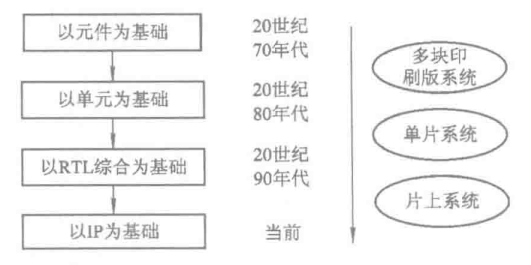 以元件为基础
20世纪
70年代
以单元为基础
20世纪
80年代
以RTL综合为基础
20世纪
90年代
以IP为基础
当前
多块印
刷版系统
单片系统
片上系统